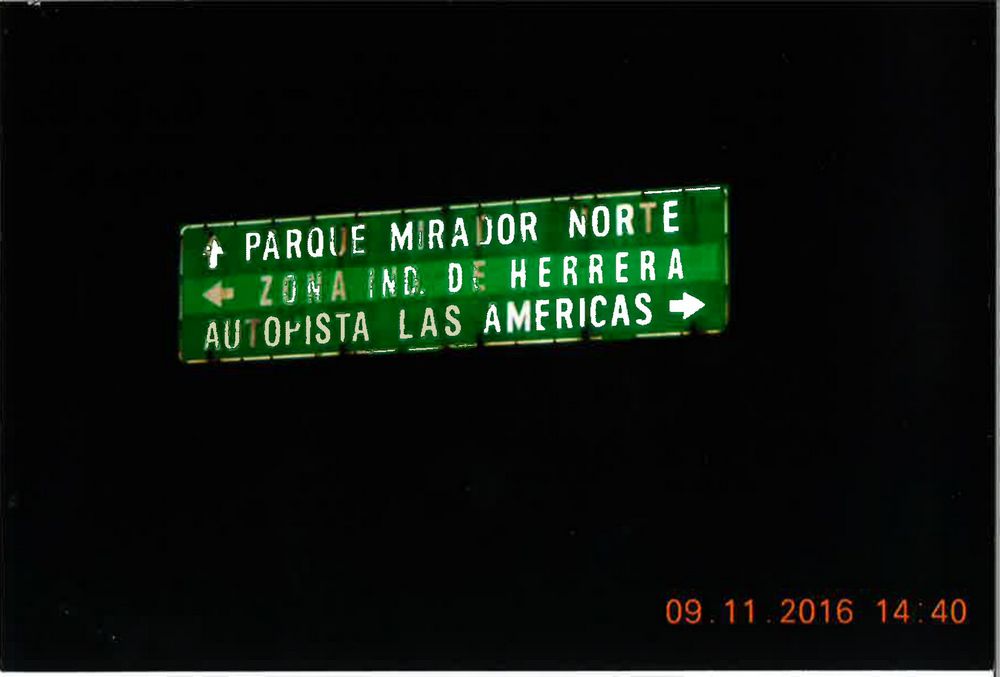 ↑ PARQUE MIRADOR NORTE
← ZONA IND. DE HERRERA
AUTOPISTA LAS AMERICAS →
09.11.2016 14:40